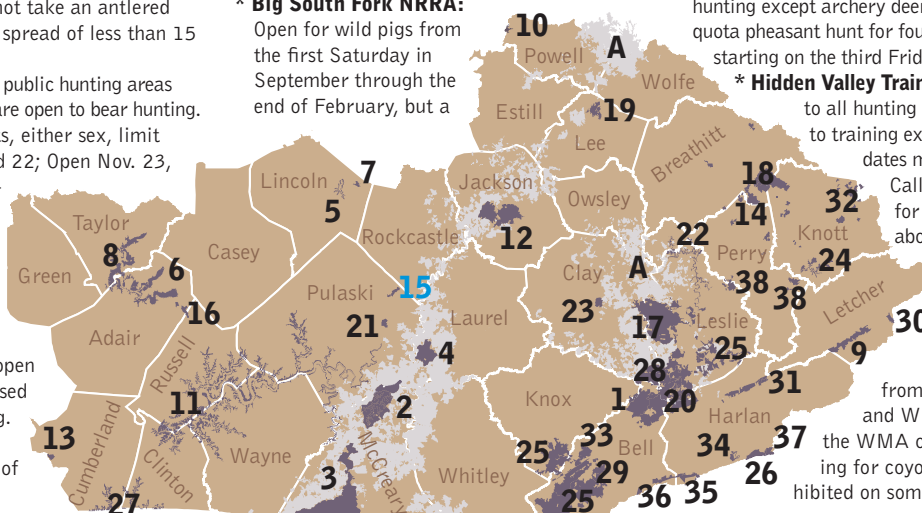 not take an antlered
spread of less than 15
public hunting areas
are open to bear hunting.
s, either sex, limit
d 22; Open Nov. 23,
open
sed
g.
of
* Big South Fork NRRA:
Open for wild pigs from
the first Saturday in
September through the
end of February, but a
hunting except archery deer
quota pheasant hunt for fou
starting on the third Frid
* Hidden Valley Train
to all hunting
to training ex
dates n
Call
for
abo
from
and W
the WMA o
ing for coyo
hibited on som
10
Powell
A
Wolfe
Estill
19
Lee
Breathitt
Lincoln
7
5
Jackson
18
32
Owsley
14
Taylor
Rockcastle
12
22
Knott
8
Casey
Perry
24
Green
6
Clay
A
38
38
Pulaski
15
23
Letcher
16
21
Laurel
17
Leslie
30
Adair
4
25
9
Russell
28
31
11
2
Knox
1
20
Harlan
13
Cumberland
33
37
Clinton
Wayne
McCreary
25
Bell
34
3
Whitley
29
26
27
25
36
35